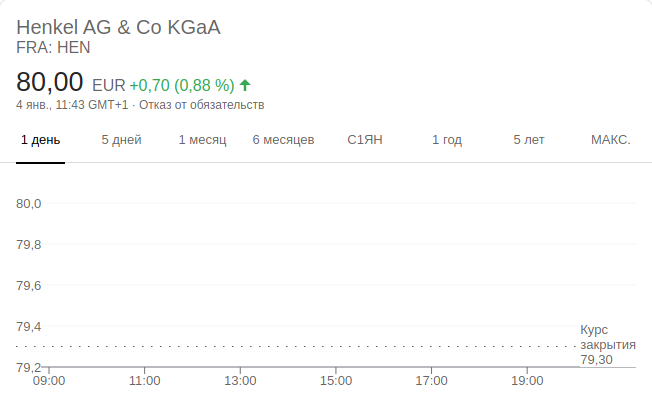 Henkel AG & Co KGaA
FRA: HEN
80,00 EUR +0,70 (0,88 %)
4 янв., 11:43 GMT+1 · Отказ от обязательств
1 день 5 дней 1 месяц 6 месяцев С1ЯН 1 год 5 лет МАКС.
80,0
79,8
79,6
79,4
Курс
закрытия
79,30
79,2
09:00 11:00 13:00 15:00 17:00 19:00